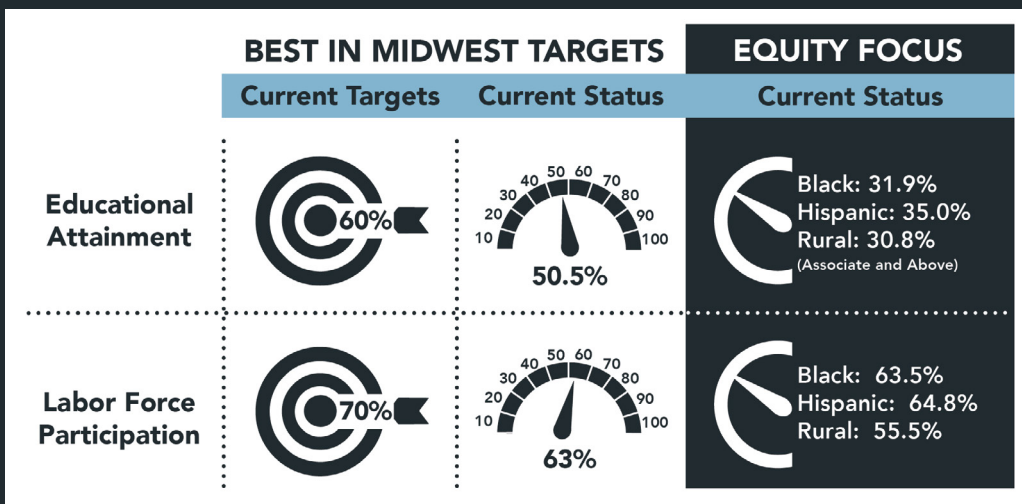 BEST IN MIDWEST TARGETS
EQUITY FOCUS
Current Targets
Current Status
Current Status
Educational
Attainment
60%
10
20
30
40
50
60
70
80
90
100
50.5%
Black: 31.9%
Hispanic: 35.0%
Rural: 30.8%
(Associate and Above)
Labor Force
Participation
70%
10
20
30
40
50
60
70
80
90
100
63%
Black: 63.5%
Hispanic: 64.8%
Rural: 55.5%